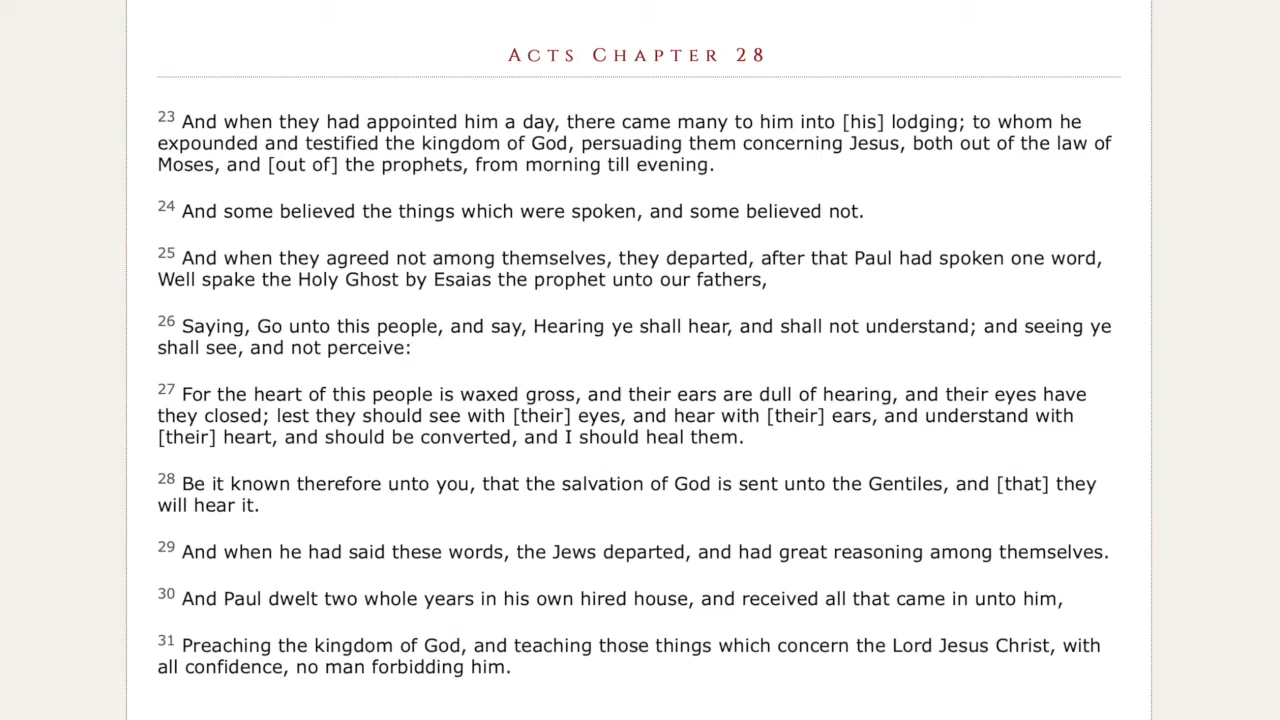 Acts Chapter 28
23 And when they had appointed him a day, there came many to him into [his] lodging; to whom he
expounded and testified the kingdom of God, persuading them concerning Jesus, both out of the law of
Moses, and [out of] the prophets, from morning till evening.
24 And some believed the things which were spoken, and some believed not.
25 And when they agreed not among themselves, they departed, after that Paul had spoken one word,
Well spake the Holy Ghost by Esaias the prophet unto our fathers,
26 Saying, Go unto this people, and say, Hearing ye shall hear, and shall not understand; and seeing ye
shall see, and not perceive:
27 For the heart of this people is waxed gross, and their ears are dull of hearing, and their eyes have
they closed; lest they should see with [their] eyes, and hear with [their] ears, and understand with
[their] heart, and should be converted, and I should heal them.
28 Be it known therefore unto you, that the salvation of God is sent unto the Gentiles, and [that] they
will hear it.
29 And when he had said these words, the Jews departed, and had great reasoning among themselves.
30 And Paul dwelt two whole years in his own hired house, and received all that came in unto him,
31 Preaching the kingdom of God, and teaching those things which concern the Lord Jesus Christ, with
all confidence, no man forbidding him.